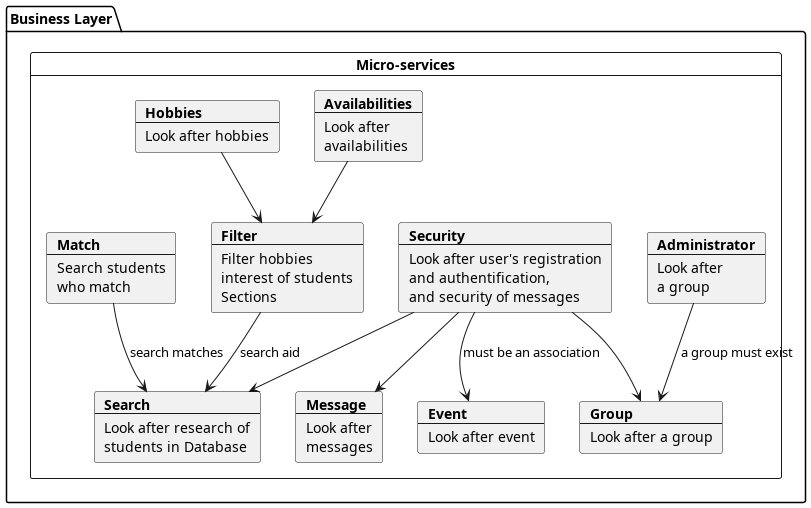 Business Layer
Micro-services
Hobbies
Look after hobbies
Availabilities
Look after
availabilities
Match
Search students
who match
Filter
Filter hobbies
interest of students
Sections
Security
Look after user's registration
and authentification,
and security of messages
Administrator
Look after
a group
search matches
search aid
must be an association
a group must exist
Search
Look after research of
students in Database
Message
Look after
messages
Event
Look after event
Group
Look after a group